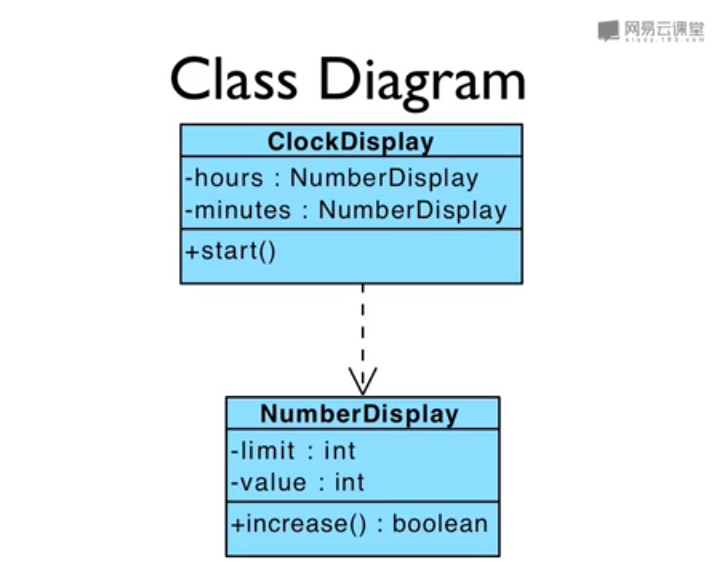 网易云课堂
study.163.com
Class Diagram
ClockDisplay
-hours : NumberDisplay
-minutes : NumberDisplay
+start()
NumberDisplay
-limit : int
-value : int
+increase() : boolean